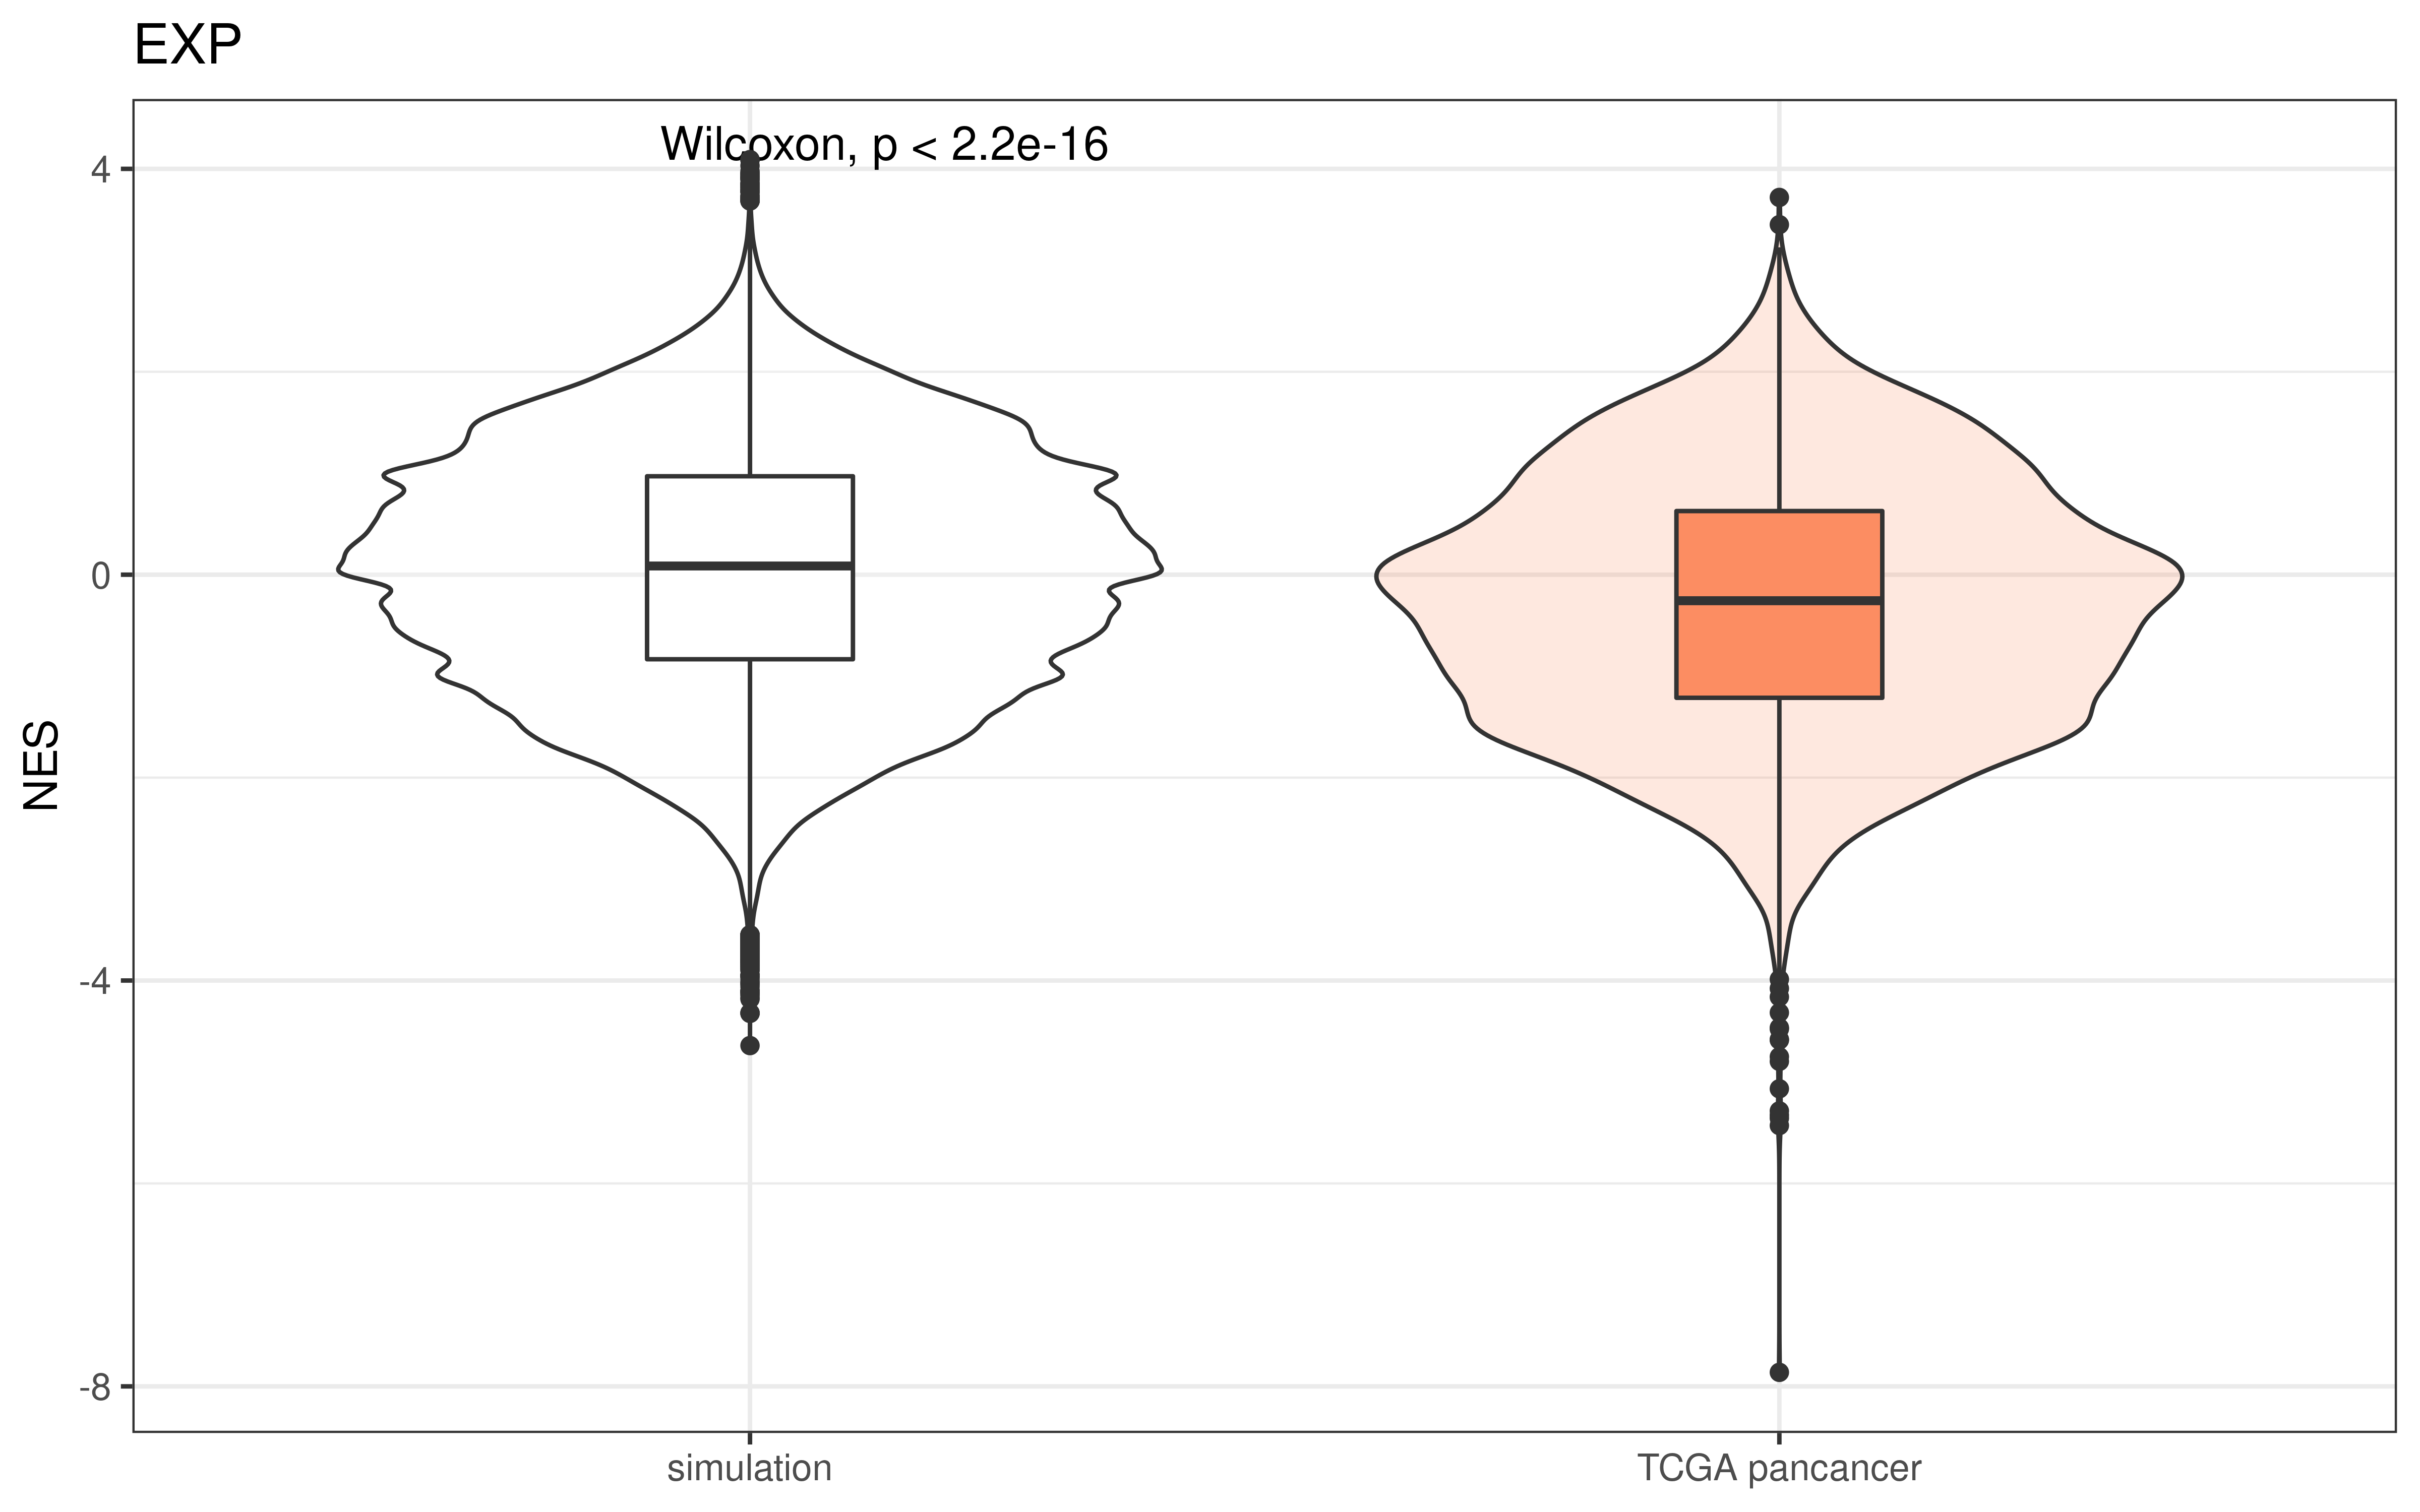 EXP
Wilcoxon, p < 2.2e-16
4
0
-4
-8
NES
simulation
TCGA pancancer